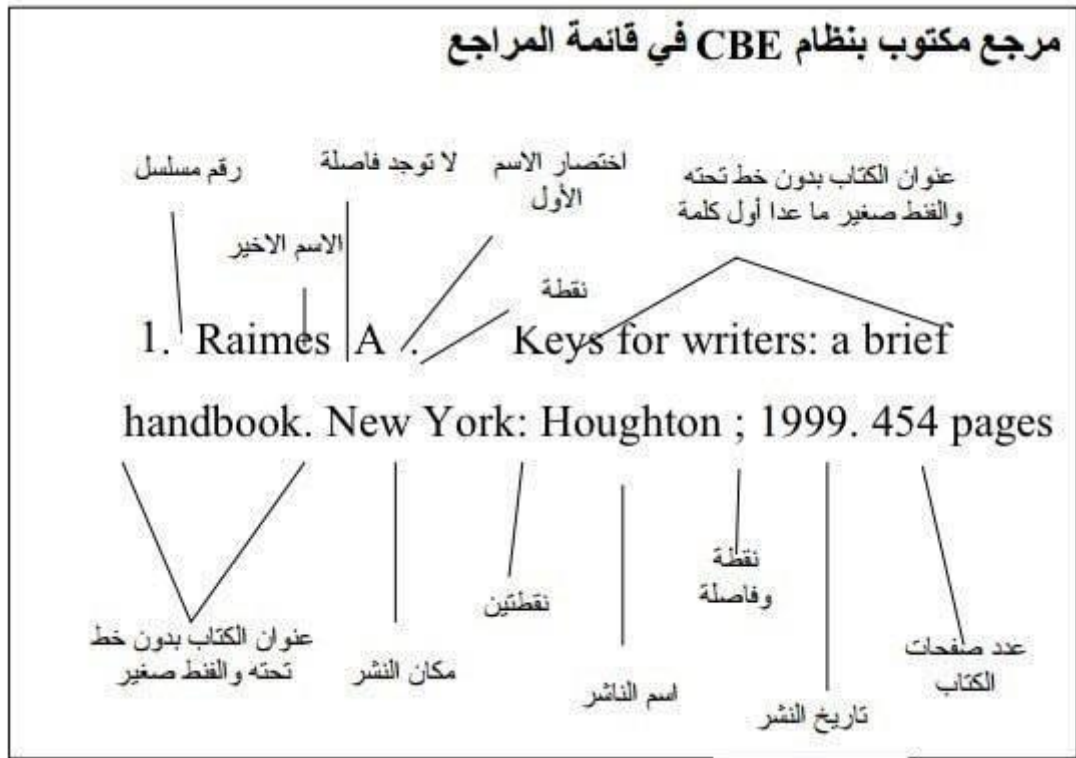 مرجع مكتوب بنظام CBE في قائمة المراجع
عنوان الكتاب بدون خط تحته
والفنط صغير ما عدا أول كلمة
اختصار الاسم
الأول
لا توجد فاصلة
رقم مسلسل
الاسم الاخير
نقطة
1. Raimes A . Keys for writers: a brief
handbook. New York: Houghton ; 1999. 454 pages
عنوان الكتاب بدون خط
تحته والفنط صغير
مكان النشر
نقطتين
اسم الناشر
نقطة
وفاصلة
تاريخ النشر
عدد صفحات
الكتاب